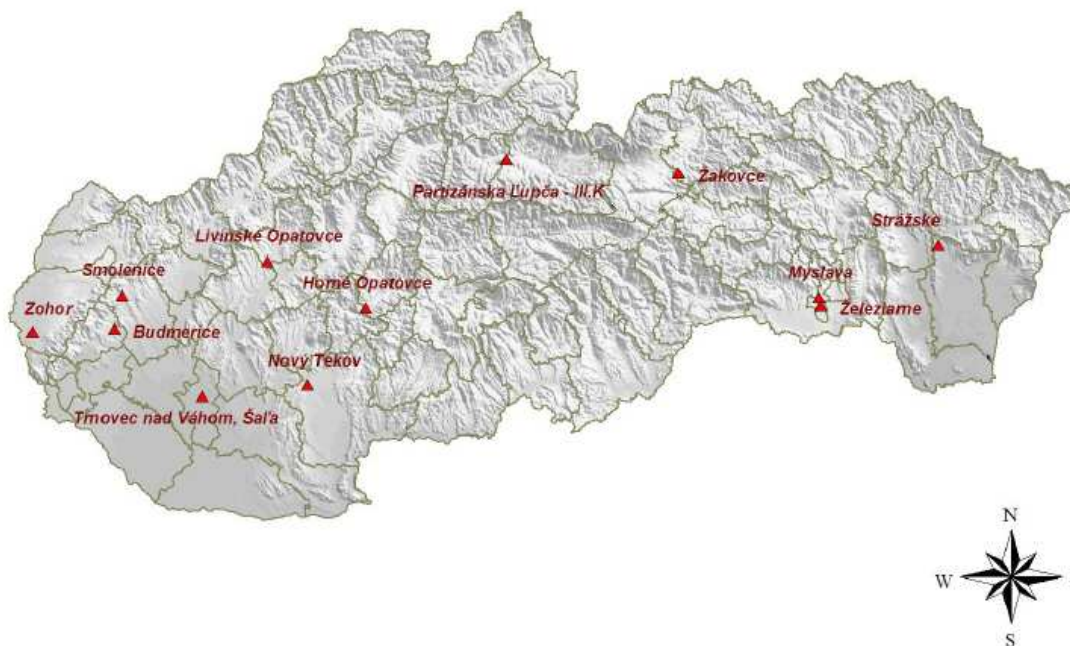 Partizánska Ľupča - III.K
Žakovce
Strážske
Livinské Opatovce
Smolenice
Horné Opatovce
Myslava
Zohor
Budmerice
Železiarne
Nový Tekov
Trnovec nad Váhom, Šaľa
N
W
E
S